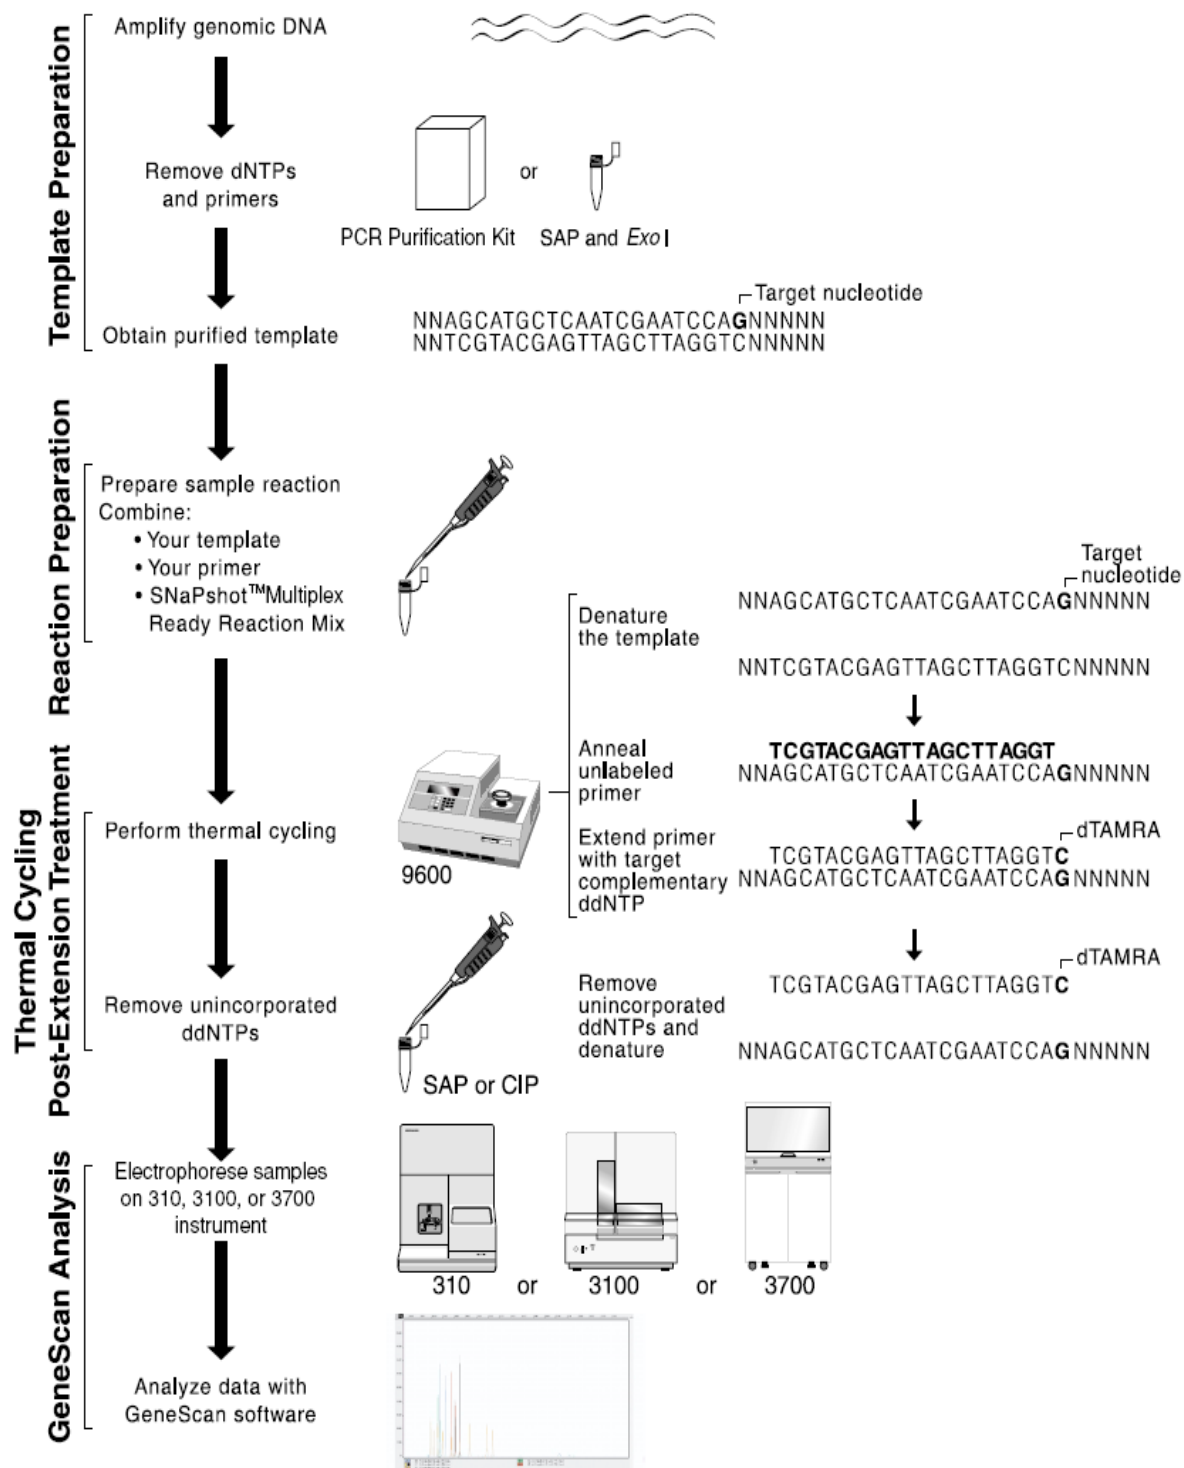 Template Preparation
Amplify genomic DNA
Remove dNTPs
and primers
or
PCR Purification Kit
SAP and Exo I
Obtain purified template
Target nucleotide
NNAGCATGCTCAATCGAATCCAGNNNNN
NNTCGTACGAGTTAGCTTAGGTCNNNNN
Reaction Preparation
Prepare sample reaction
Combine:
• Your template
• Your primer
• SNaPshot™Multiplex
Ready Reaction Mix
Thermal Cycling
Post-Extension Treatment
Perform thermal cycling
9600
Denature
the template
Target
nucleotide
NNAGCATGCTCAATCGAATCCAGNNNNN
NNTCGTACGAGTTAGCTTAGGTCNNNNN
Anneal
unlabeled
primer
TCGTACGAGTTAGCTTAGGT
NNAGCATGCTCAATCGAATCCAGNNNNN
Extend primer
with target
complementary
ddNTP
dTAMRA
TCGTACGAGTTAGCTTAGGTC
NNAGCATGCTCAATCGAATCCAGNNNNN
Remove unincorporated
ddNTPs
SAP or CIP
Remove
unincorporated
ddNTPs and
denature
dTAMRA
TCGTACGAGTTAGCTTAGGTC
NNAGCATGCTCAATCGAATCCAGNNNNN
GeneScan Analysis
Electrophorese samples
on 310, 3100, or 3700
instrument
310 or 3100 or 3700
Analyze data with
GeneScan software